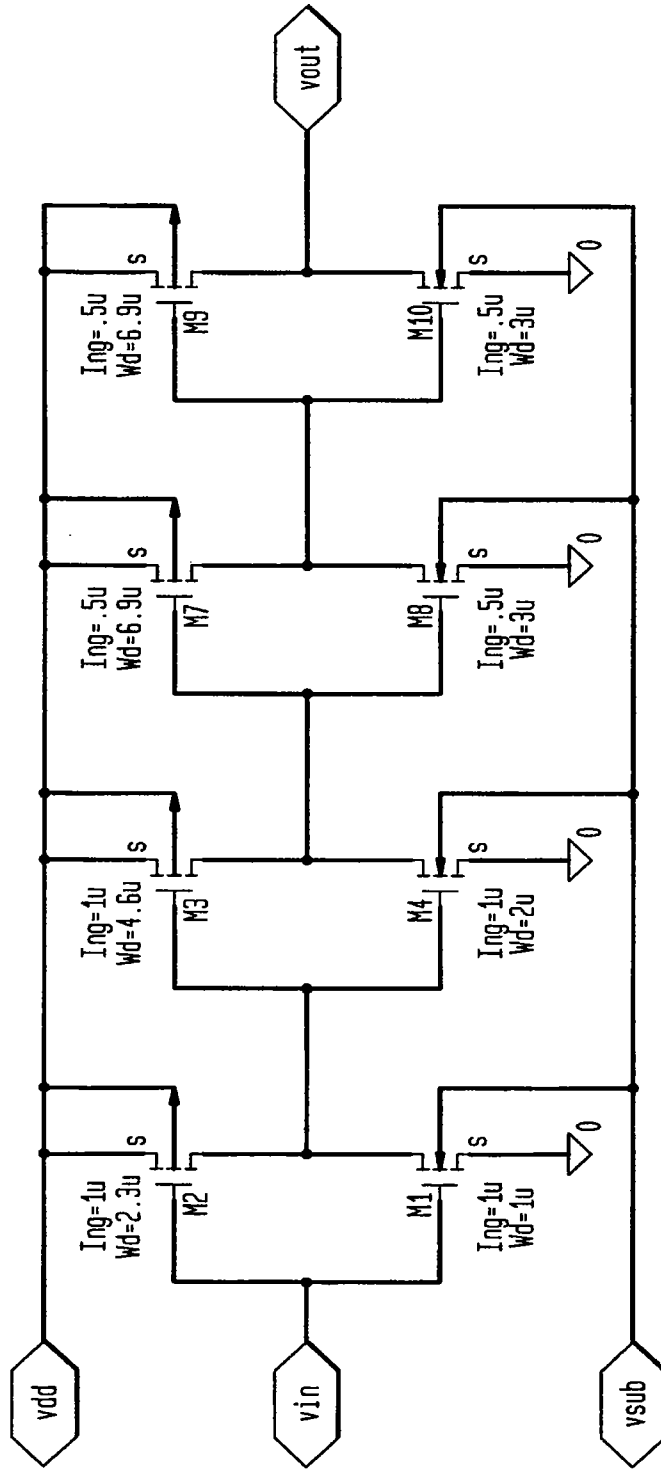 vdd
Ing=1u
Wd=2.3u
s
M2
Ing=1u
Wd=4.6u
s
M3
Ing=.5u
Wd=6.9u
s
M7
Ing=.5u
Wd=6.9u
s
M9
vin
vout
M1
Ing=1u
Wd=1u
s
0
M4
Ing=1u
Wd=2u
s
0
M8
Ing=.5u
Wd=3u
s
0
M10
Ing=.5u
Wd=3u
s
0
vsub